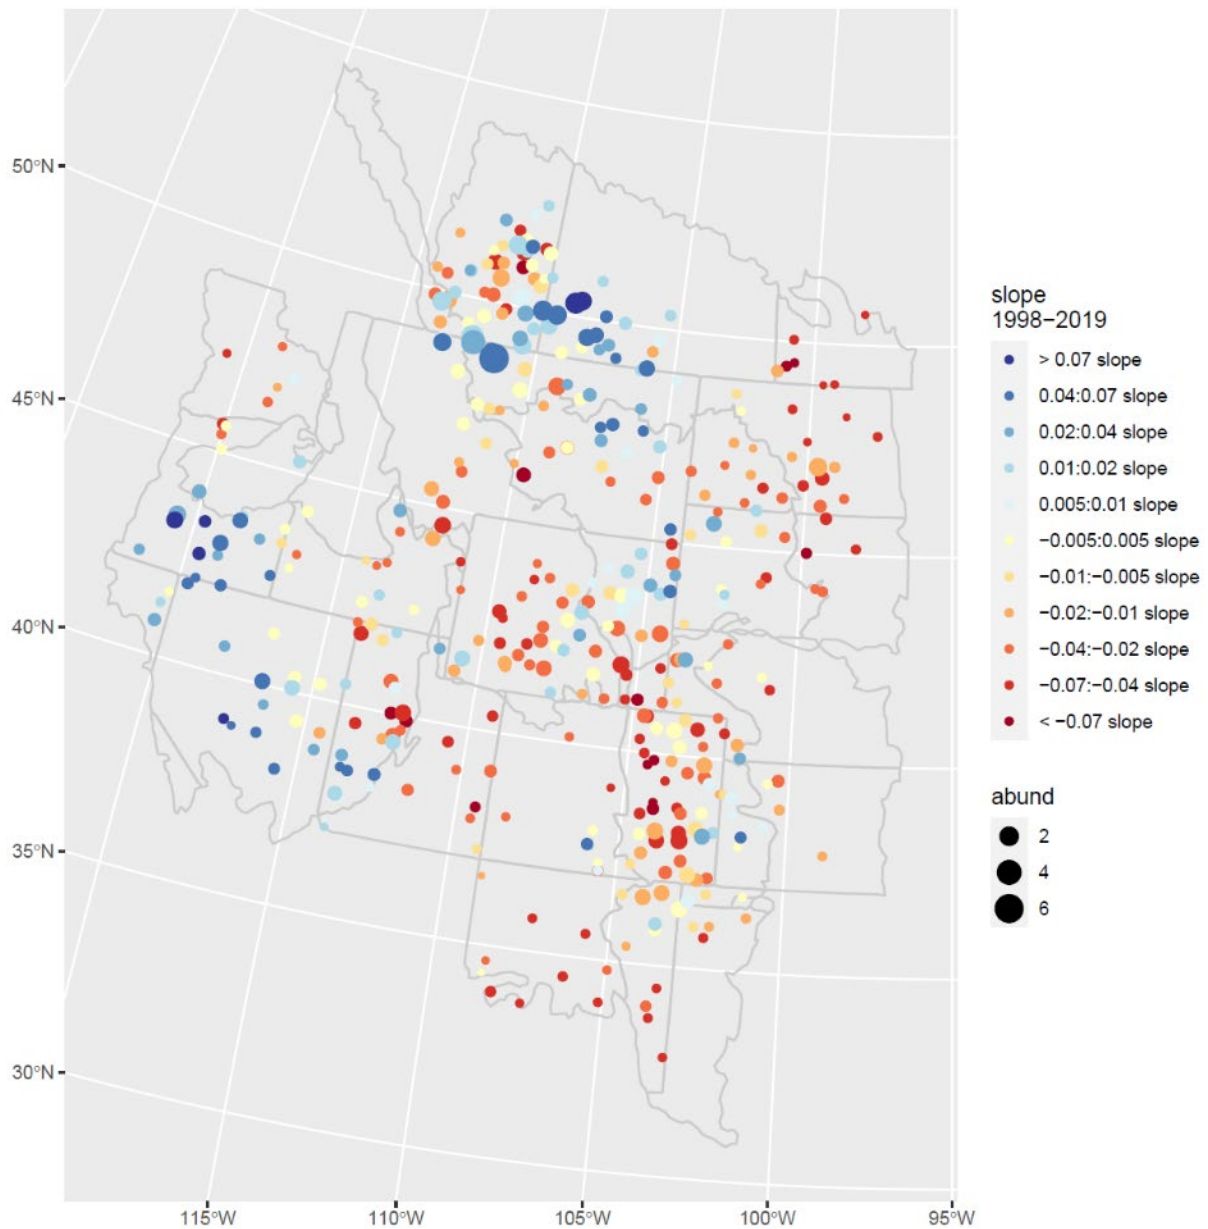 50°N
45°N
40°N
35°N
30°N
115°W
110°W
105°W
100°W
95°W
slope
1998−2019
> 0.07 slope
0.04:0.07 slope
0.02:0.04 slope
0.01:0.02 slope
0.005:0.01 slope
−0.005:0.005 slope
−0.01:−0.005 slope
−0.02:−0.01 slope
−0.04:−0.02 slope
−0.07:−0.04 slope
< −0.07 slope
abund
2
4
6